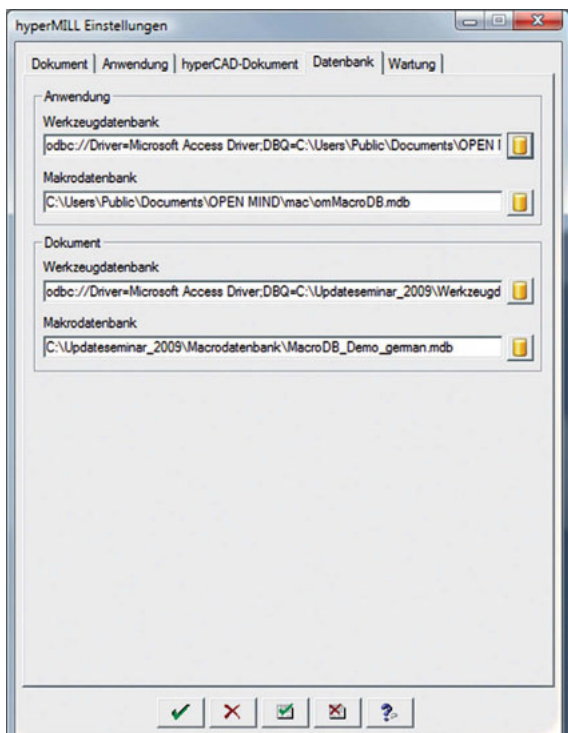 hyperMILL Einstellungen
Dokument Anwendung hyperCAD-Dokument Datenbank Wartung
Anwendung
Werkzeugdatenbank
odbc://Driver=Microsoft Access Driver;DBQ=C:\Users\Public\Documents\OPEN
Makrodatenbank
C:\Users\Public\Documents\OPEN MIND\mac\omMacroDB.mdb
Dokument
Werkzeugdatenbank
odbc://Driver=Microsoft Access Driver;DBQ=C:\Updateseminar_2009\Werkzeugd
Makrodatenbank
C:\Updateseminar_2009\Macrodatenbank\MacroDB_Demo_german.mdb